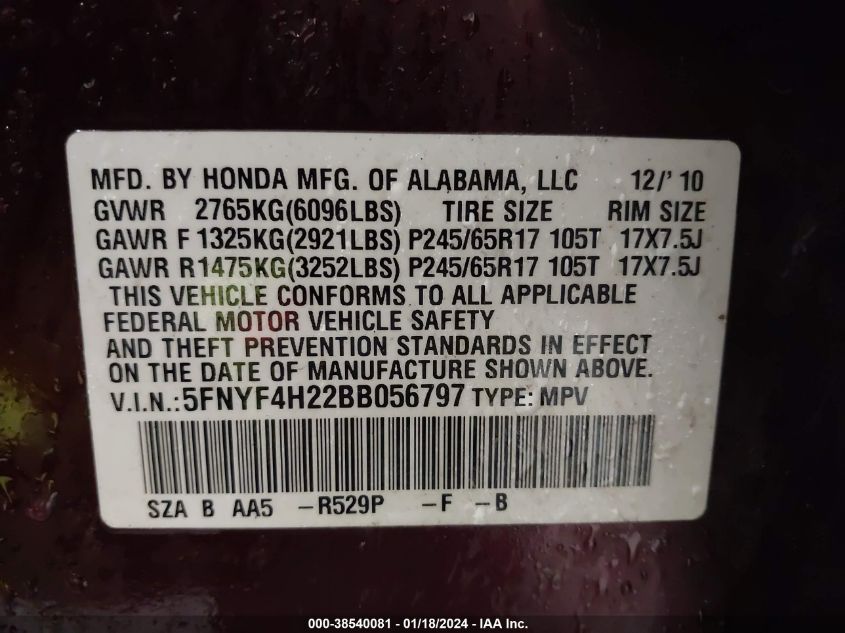 MFD. BY HONDA MFG. OF ALABAMA, LLC 12/' 10
GVWR 2765KG(6096LBS) TIRE SIZE RIM SIZE
GAWR F 1325KG(2921LBS) P245/65R17 105T 17X7.5J
GAWR R1475KG(3252LBS) P245/65R17 105T 17X7.5J
THIS VEHICLE CONFORMS TO ALL APPLICABLE
FEDERAL MOTOR VEHICLE SAFETY
AND THEFT PREVENTION STANDARDS IN EFFECT
ON THE DATE OF MANUFACTURE SHOWN ABOVE.
V.I.N.:5FNYF4H22BB056797 TYPE: MPV
SZA B AA5 -R529P -F -B
000-38540081 - 01/18/2024 - IAA Inc.